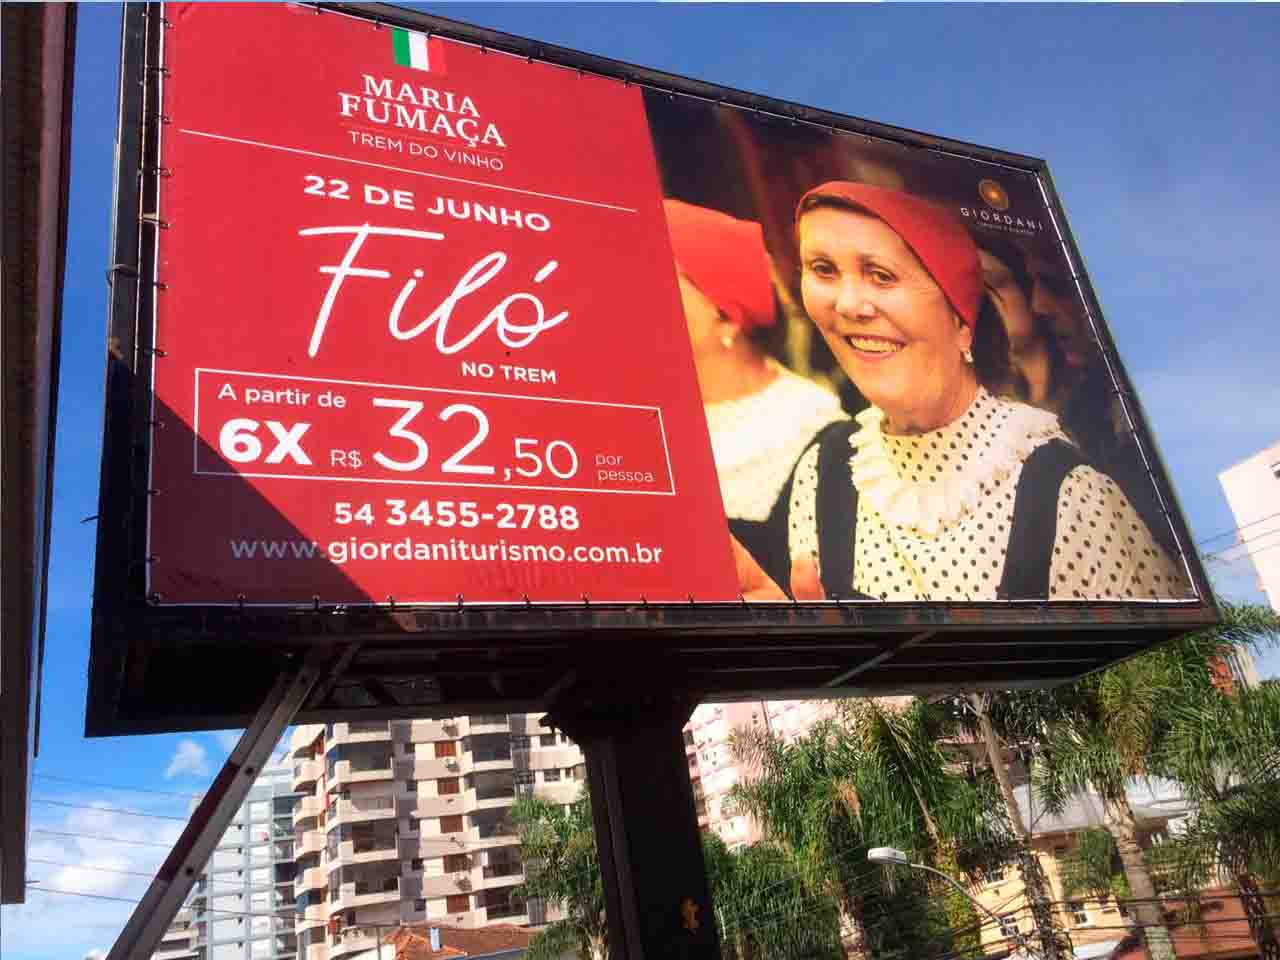 MARIA
FUMAÇA
TREM DO VINHO
22 DE JUNHO
Filó
NO TREM
A partir de
6X R$ 32,50 por pessoa
54 3455-2788
www.giordaniturismo.com.br
GIORDANI